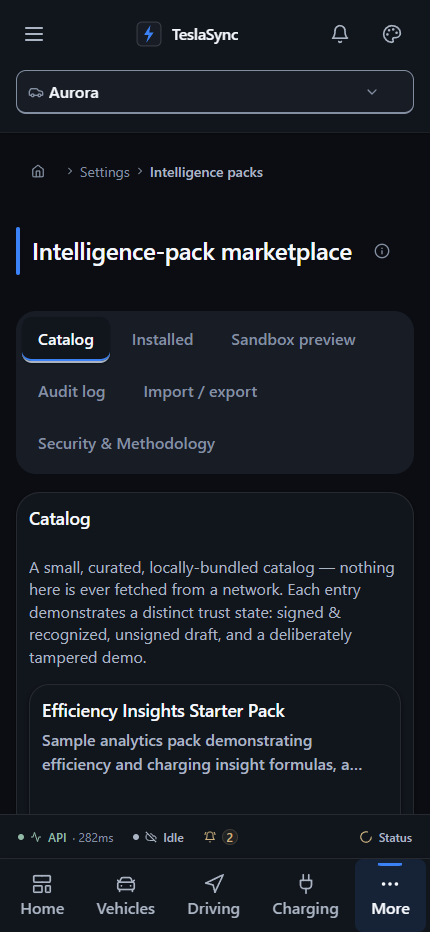 TeslaSync
Aurora
Settings
Intelligence packs
Intelligence-pack marketplace
Catalog
Installed
Sandbox preview
Audit log
Import / export
Security & Methodology
Catalog
A small, curated, locally-bundled catalog — nothing
here is ever fetched from a network. Each entry
demonstrates a distinct trust state: signed &
recognized, unsigned draft, and a deliberately
tampered demo.
Efficiency Insights Starter Pack
Sample analytics pack demonstrating
efficiency and charging insight formulas, a...
API · 282ms
Idle
2
Status
Home
Vehicles
Driving
Charging
More